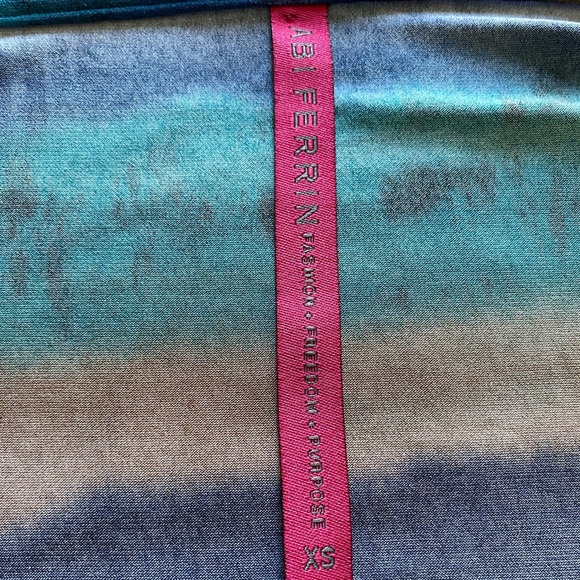 ABI FERRIN FASHION • FREEDOM • PURPOSE XS